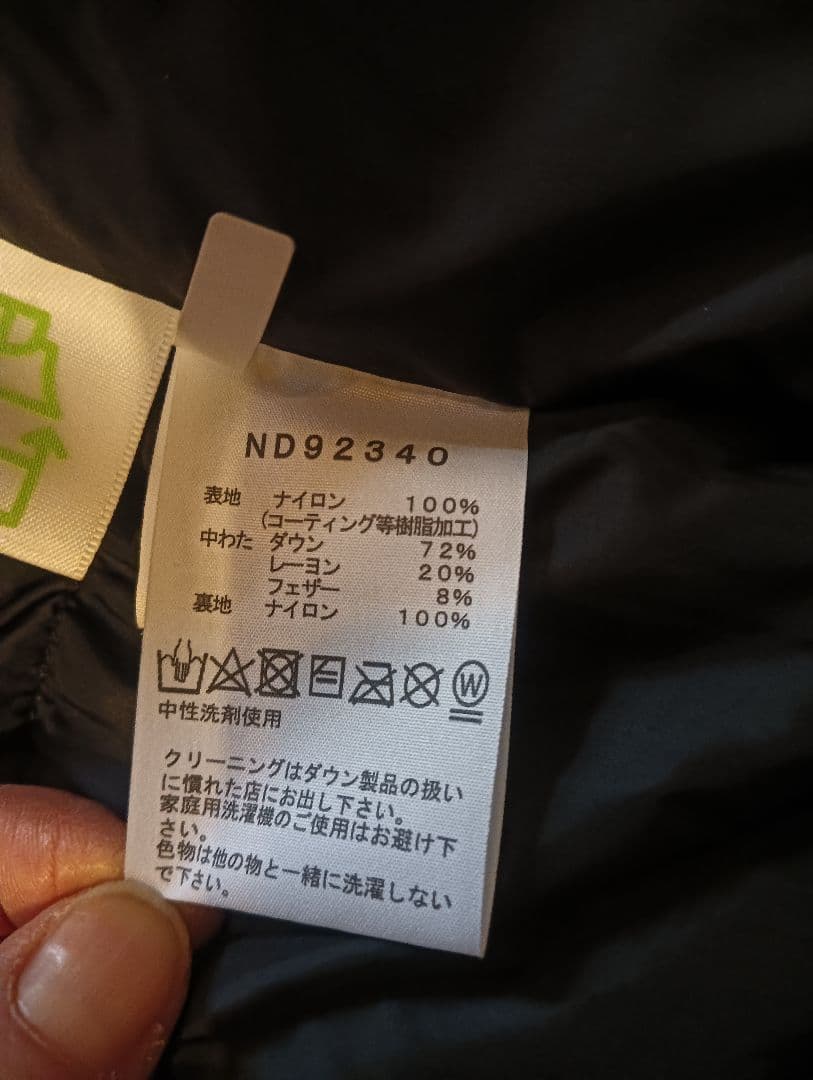 ND92340
表地 ナイロン 100%
(コーティング等樹脂加工)
中わた ダウン 72%
レーヨン 20%
フェザー 8%
裏地 ナイロン 100%
W
中性洗剤使用
クリーニングはダウン製品の扱い
に慣れた店にお出し下さい。
家庭用洗濯機のご使用はお避け下
さい。
色物は他の物と一緒に洗濯しない
で下さい。